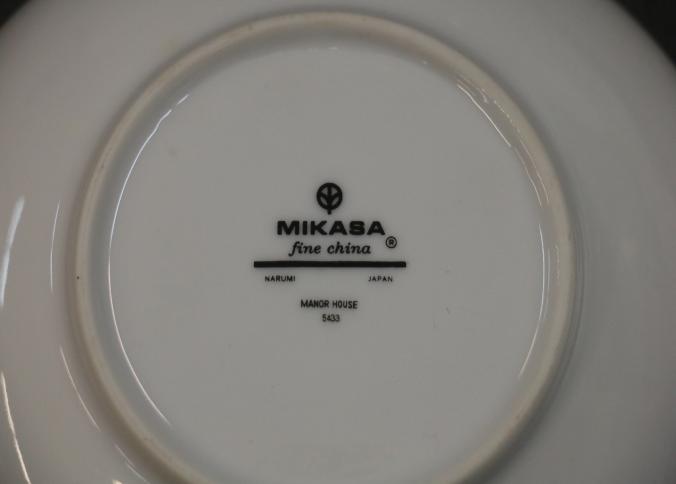 MIKASA
fine china ®
NARUMI JAPAN
MANOR HOUSE
5433